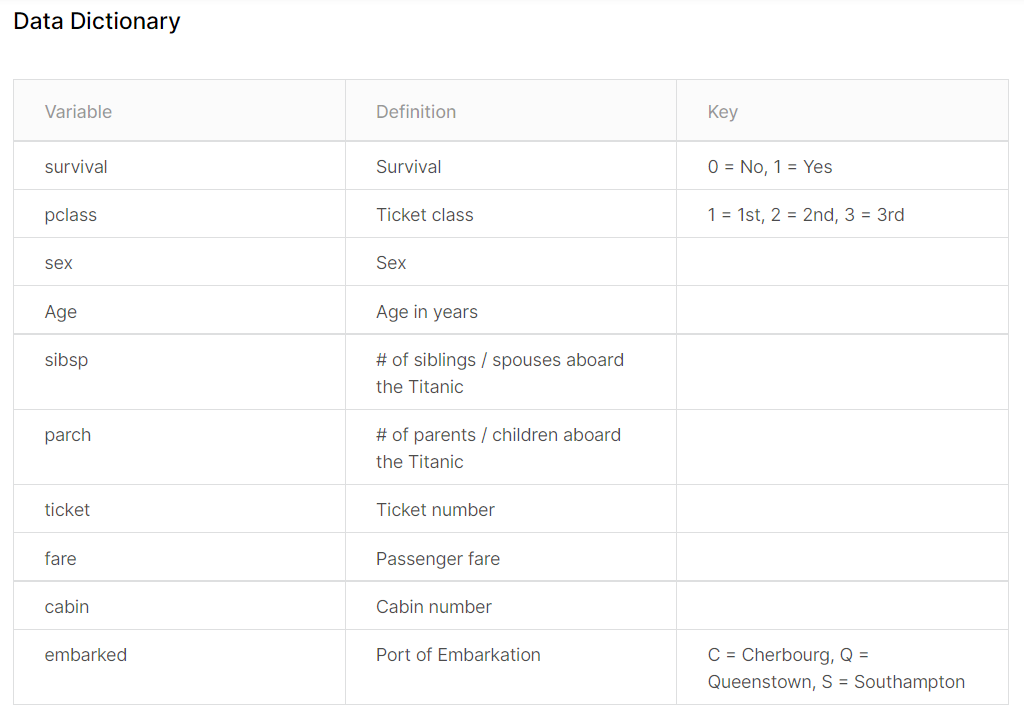 Data Dictionary
Variable Definition Key
survival Survival 0 = No, 1 = Yes
pclass Ticket class 1 = 1st, 2 = 2nd, 3 = 3rd
sex Sex
Age Age in years
sibsp # of siblings / spouses aboard
the Titanic
parch # of parents / children aboard
the Titanic
ticket Ticket number
fare Passenger fare
cabin Cabin number
embarked Port of Embarkation C = Cherbourg, Q =
Queenstown, S = Southampton